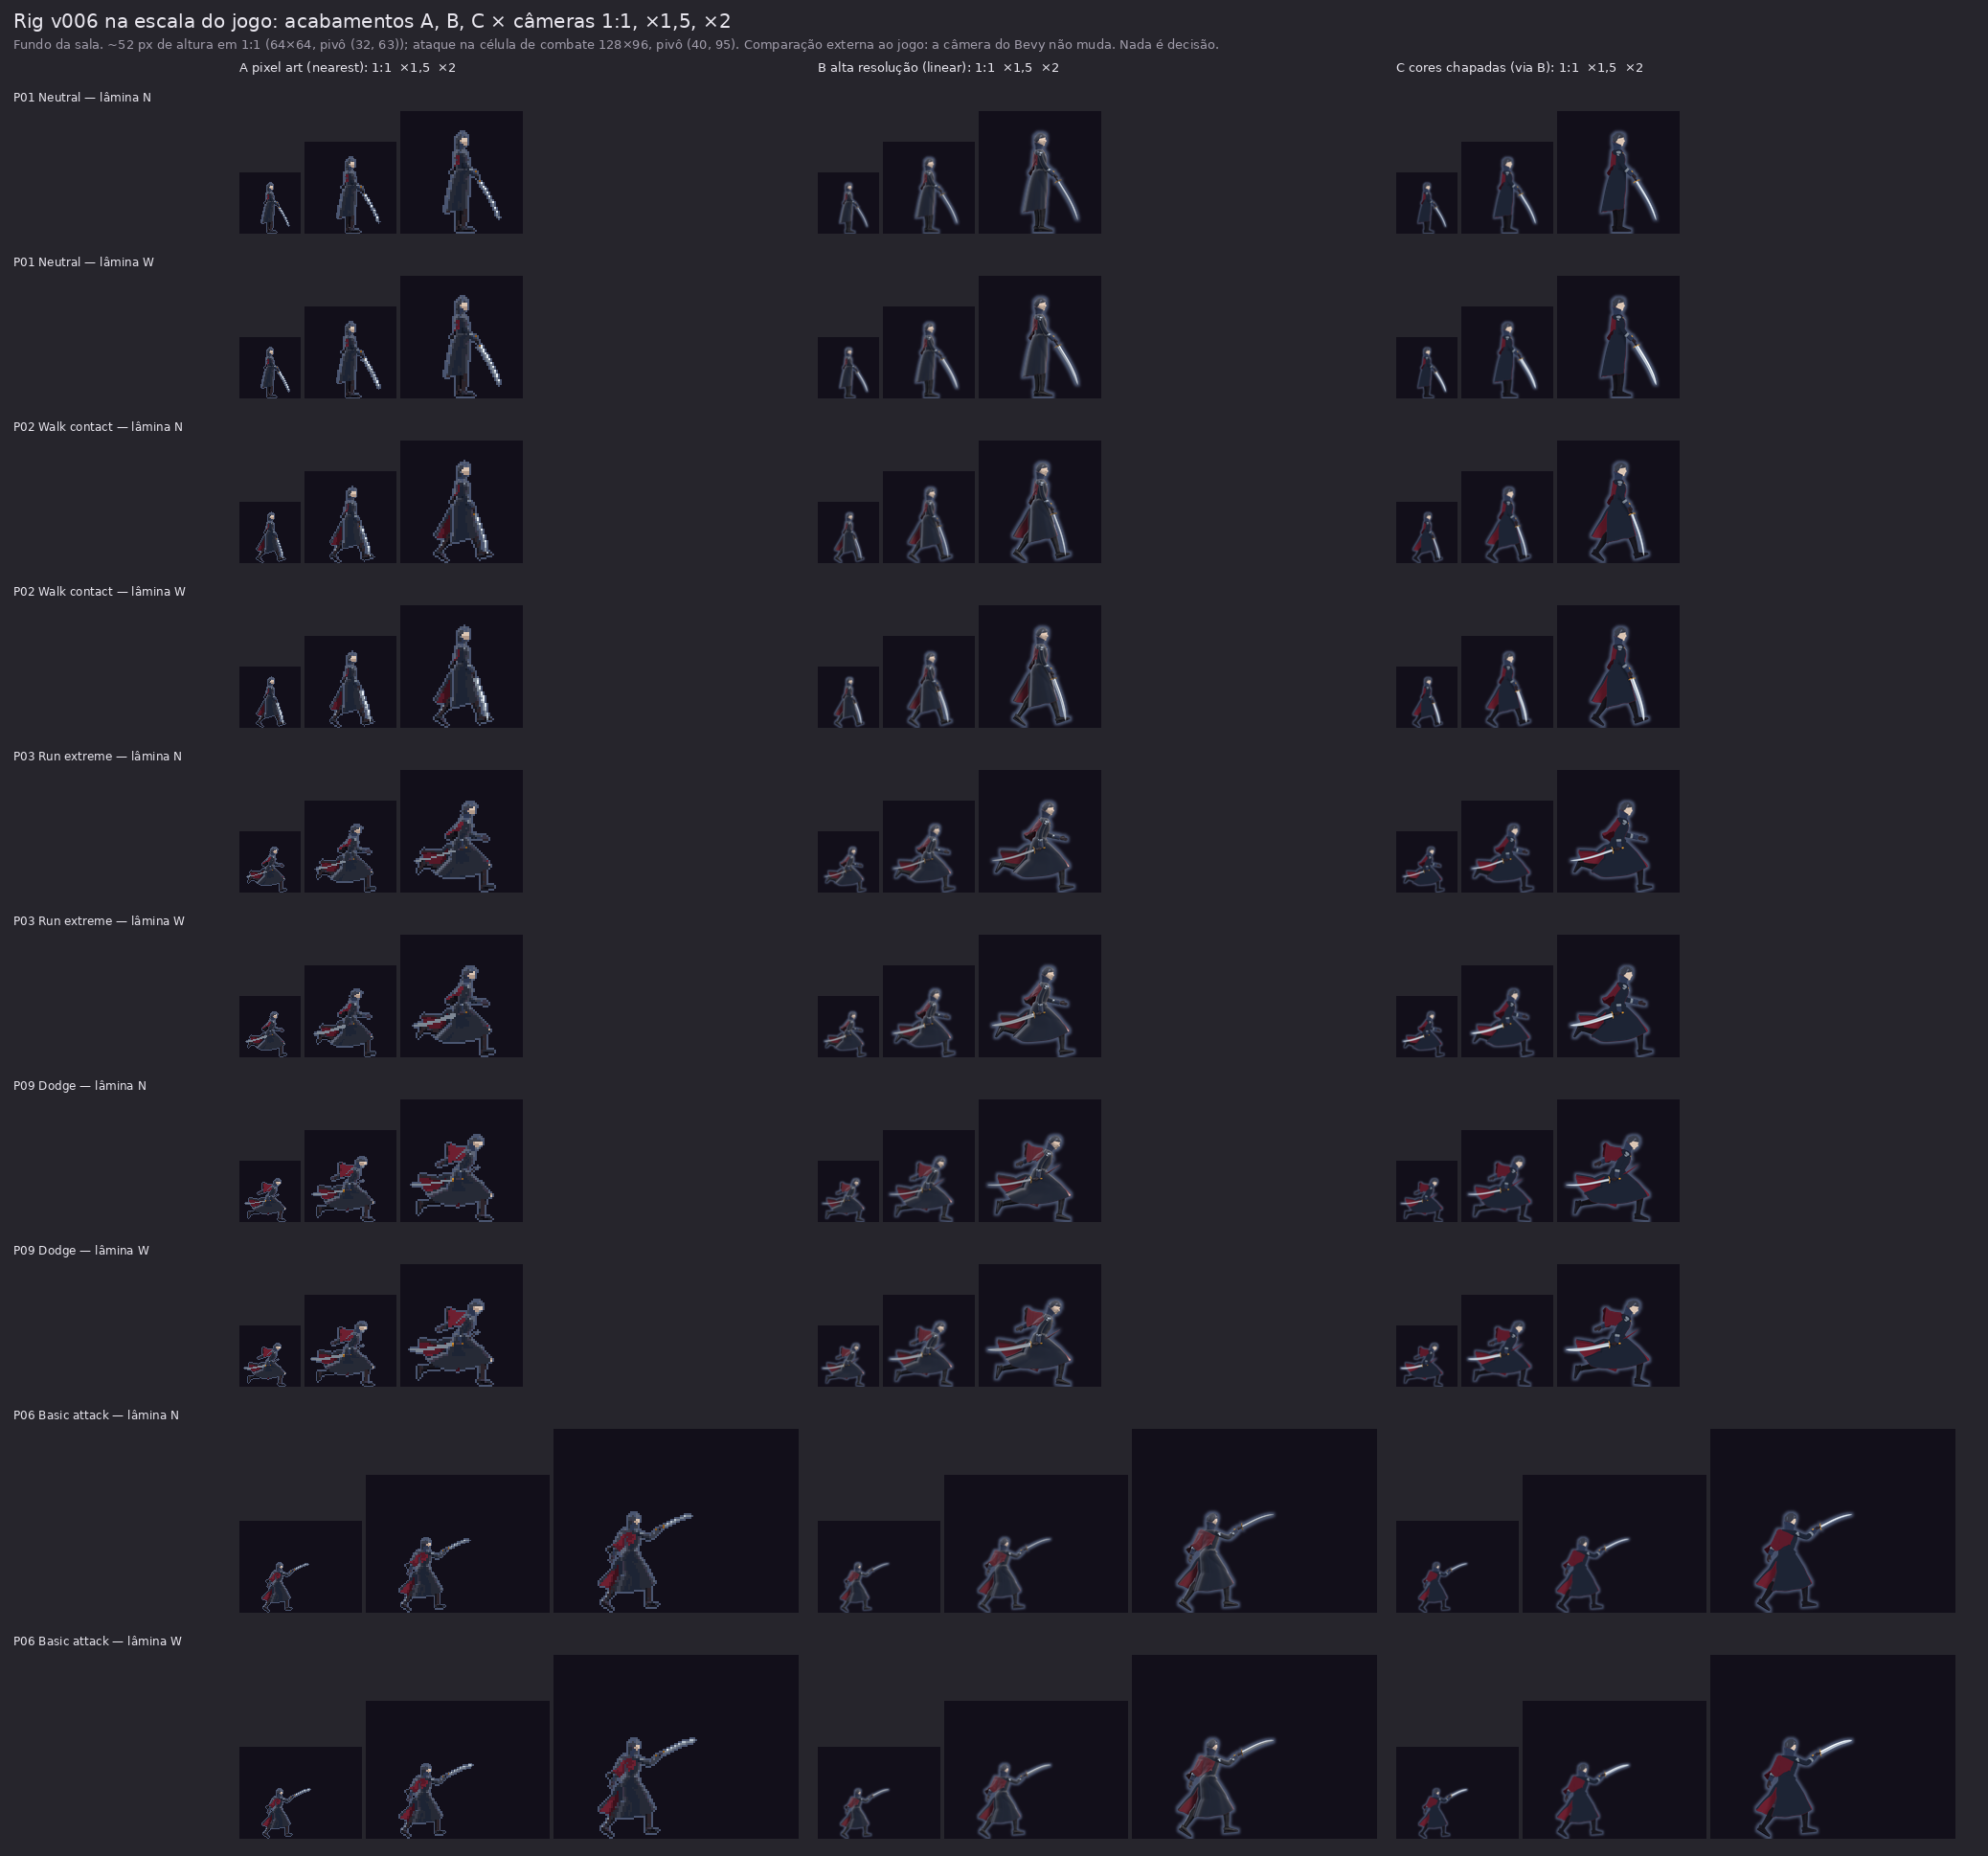 Rig v006 na escala do jogo: acabamentos A, B, C × câmeras 1:1, ×1,5, ×2
Fundo da sala. ~52 px de altura em 1:1 (64×64, pivô (32, 63)); ataque na célula de combate 128×96, pivô (40, 95). Comparação externa ao jogo: a câmera do Bevy não muda. Nada é decisão.
A pixel art (nearest): 1:1  ×1,5  ×2
B alta resolução (linear): 1:1  ×1,5  ×2
C cores chapadas (via B): 1:1  ×1,5  ×2
P01 Neutral — lâmina N
P01 Neutral — lâmina W
P02 Walk contact — lâmina N
P02 Walk contact — lâmina W
P03 Run extreme — lâmina N
P03 Run extreme — lâmina W
P09 Dodge — lâmina N
P09 Dodge — lâmina W
P06 Basic attack — lâmina N
P06 Basic attack — lâmina W